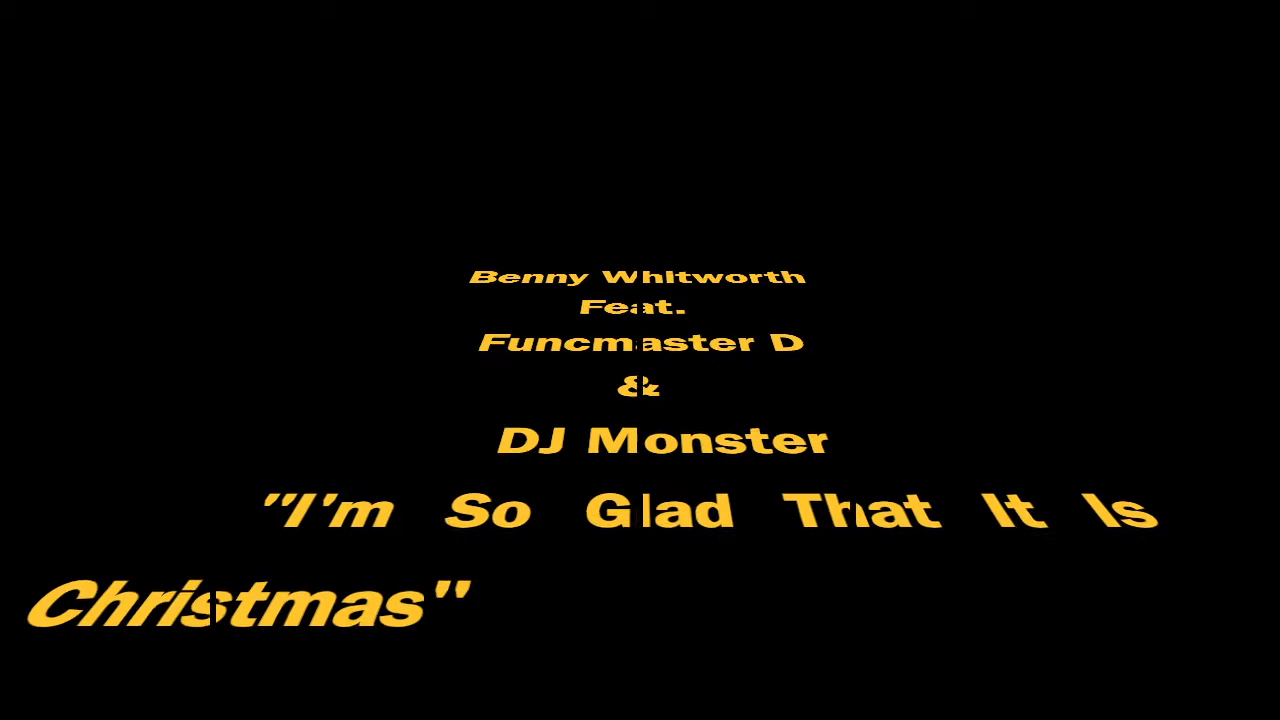 Benny Whitworth
Feat.
Funcmaster D
&
DJ Monster
"I'm So Glad That It Is
Christmas"